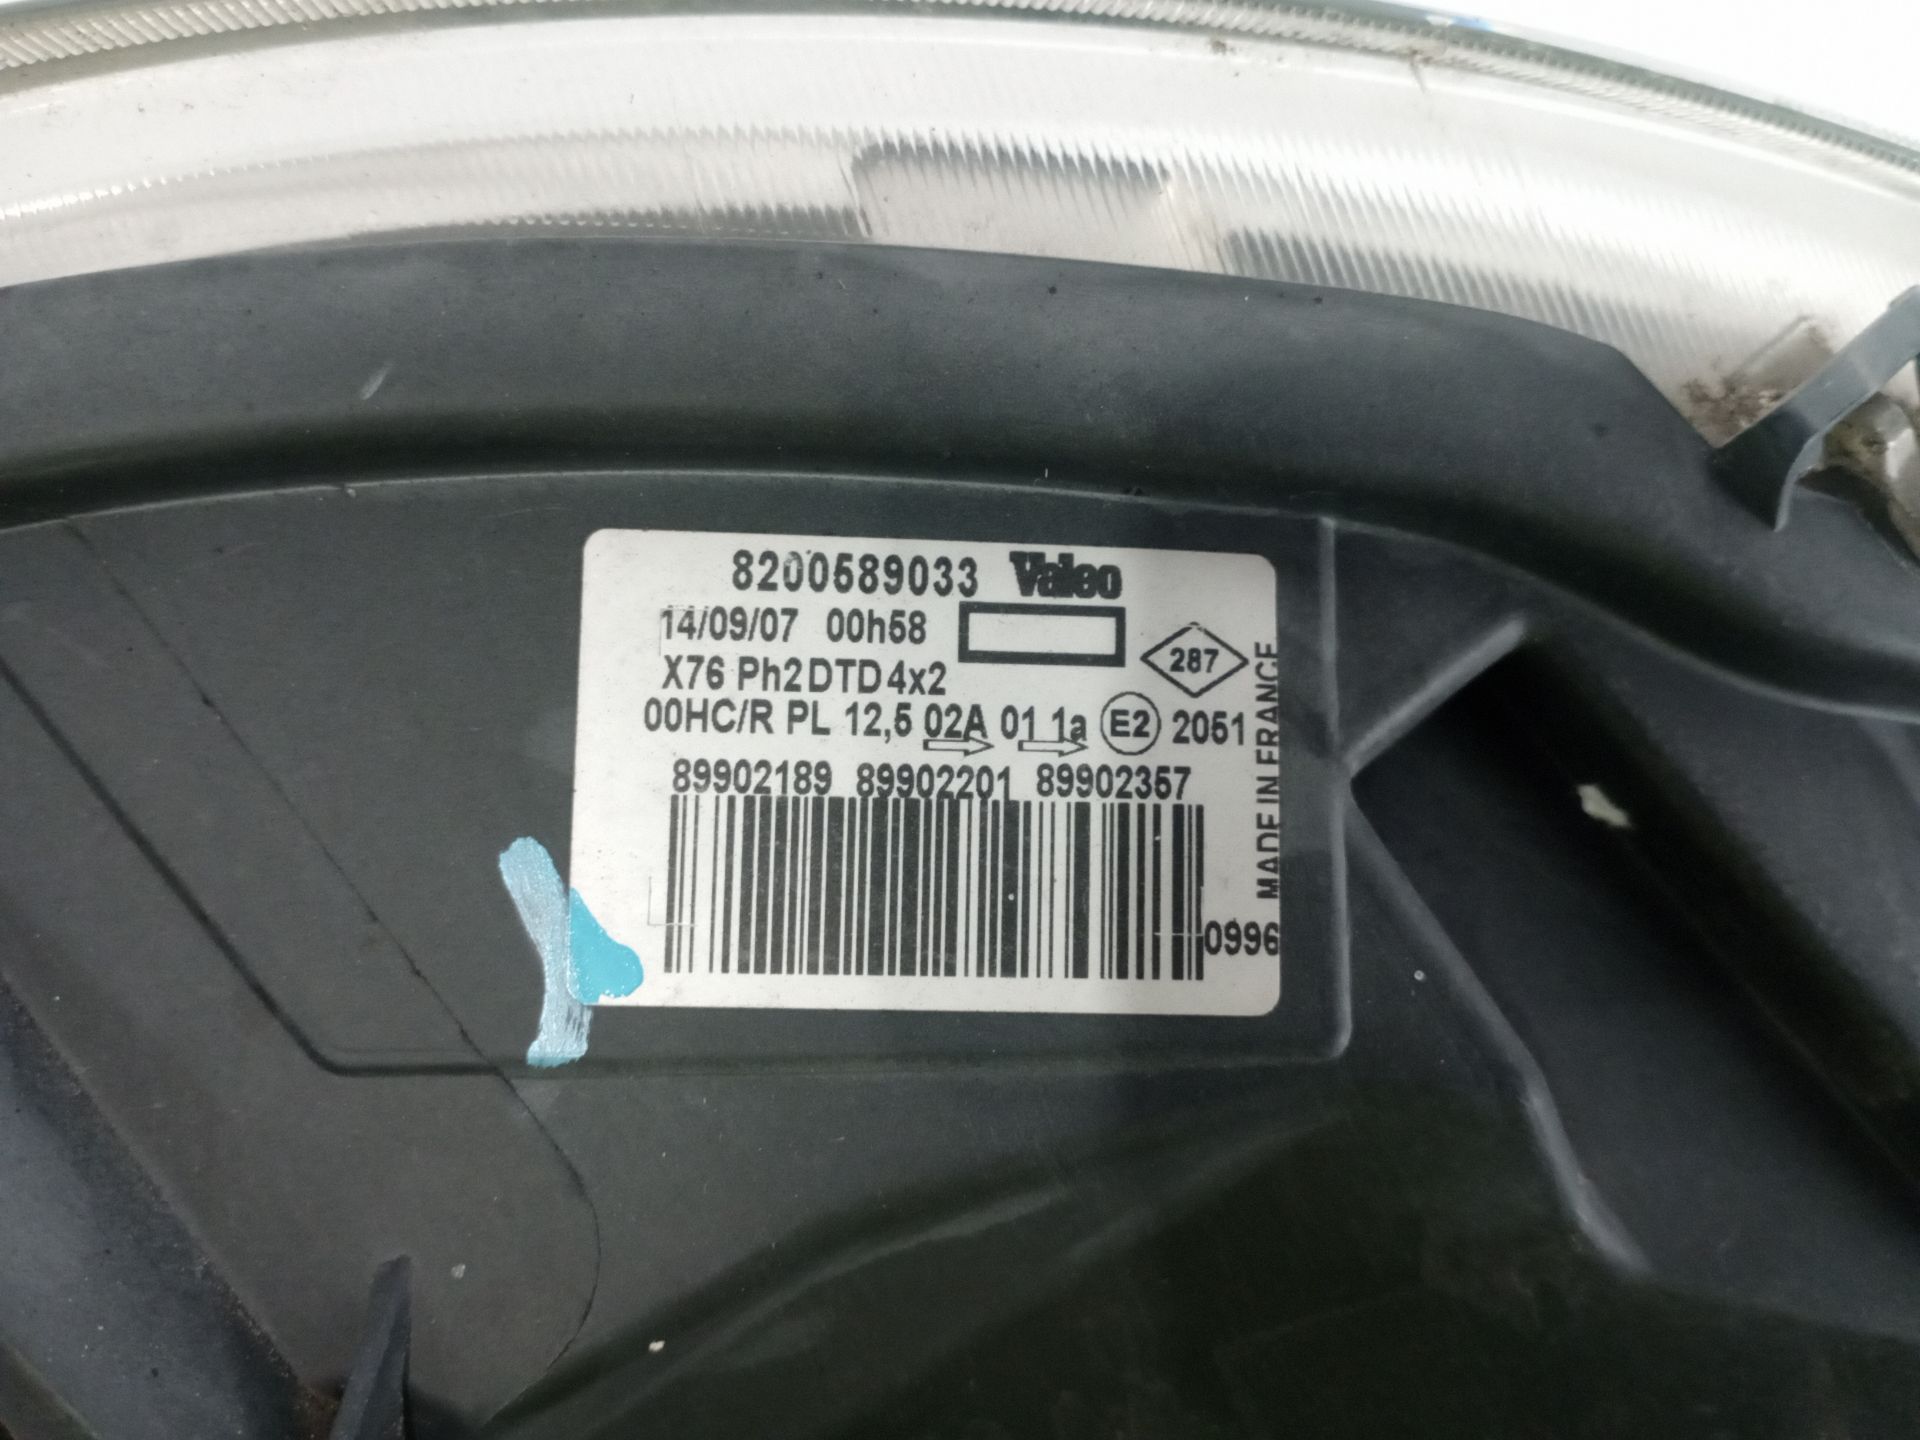 8200589033 Valeo
14/09/07 00h58
X76 Ph2DTD4x2
287
00HC/R PL 12,5 02A 01 1a E2 2051
89902189 89902201 89902357
0996
MADE IN FRANCE